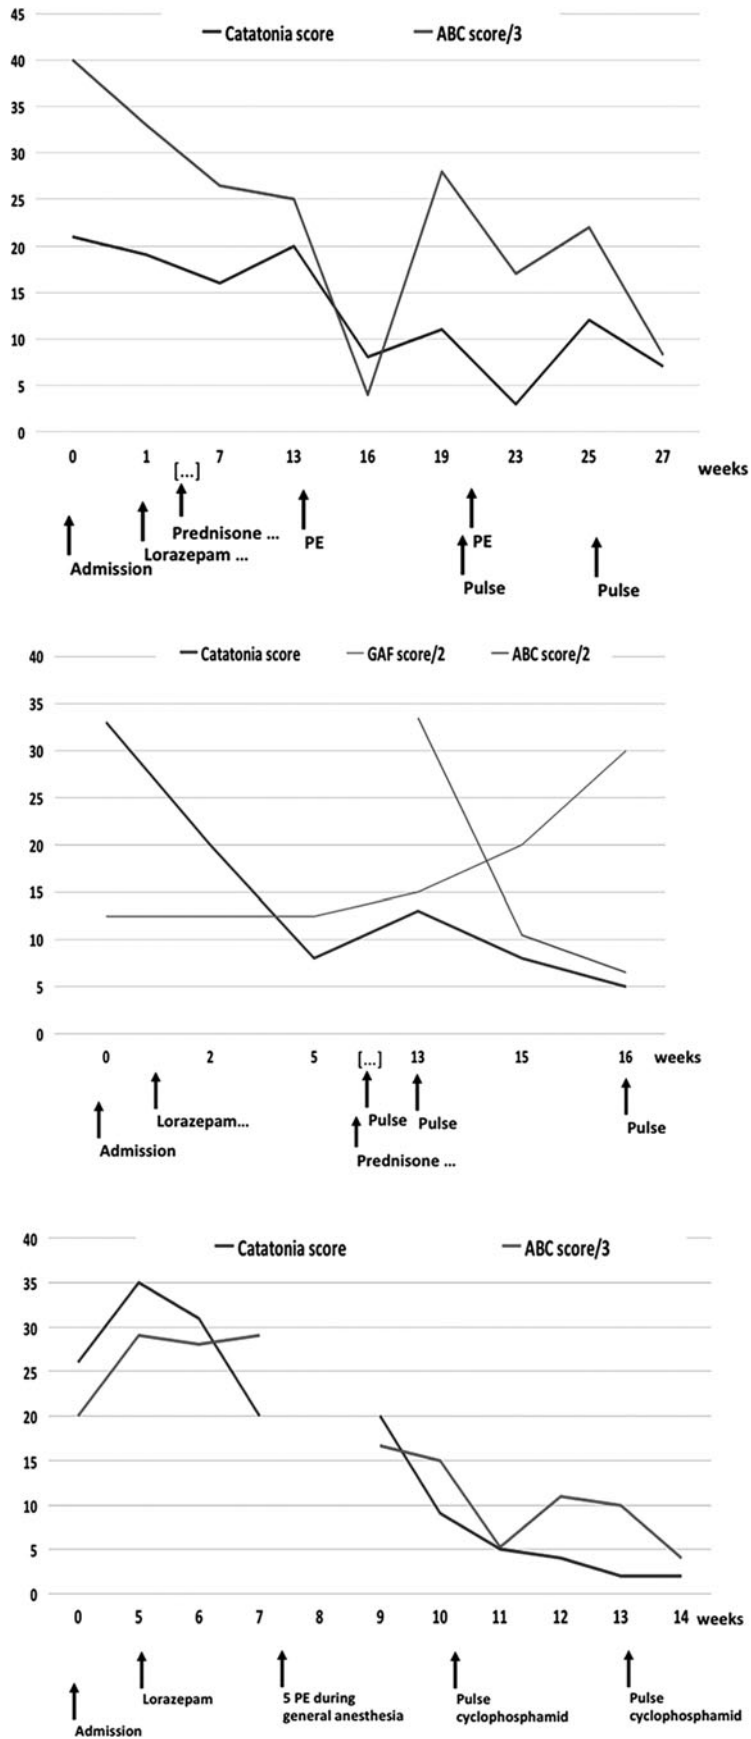 45
Catatonia score ABC score/3
40
35
30
25
20
15
10
5
0
0 1 7 13 16 19 23 25 27 weeks
[...]
Prednisone ...
PE
PE
Lorazepam ...
Admission
Pulse
Pulse
40
Catatonia score GAF score/2 ABC score/2
35
30
25
20
15
10
5
0
0 2 5 [...] 13 15 16 weeks
Lorazepam...
Pulse
Pulse
Pulse
Admission
Prednisone ...
40
Catatonia score ABC score/3
35
30
25
20
15
10
5
0
0 5 6 7 8 9 10 11 12 13 14 weeks
Lorazepam
5 PE during
general anesthesia
Pulse
cyclophosphamid
Pulse
cyclophosphamid
Admission